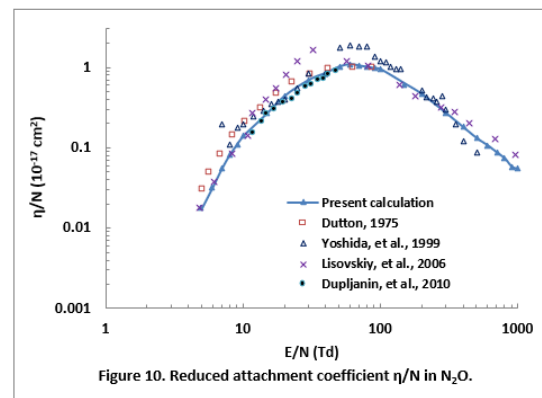 10
1
0.1
0.01
0.001
η/N (10⁻¹⁷ cm²)
Present calculation
Dutton, 1975
Yoshida, et al., 1999
Lisovskiy, et al., 2006
Dupljanin, et al., 2010
1 10 100 1000
E/N (Td)
Figure 10. Reduced attachment coefficient η/N in N₂O.